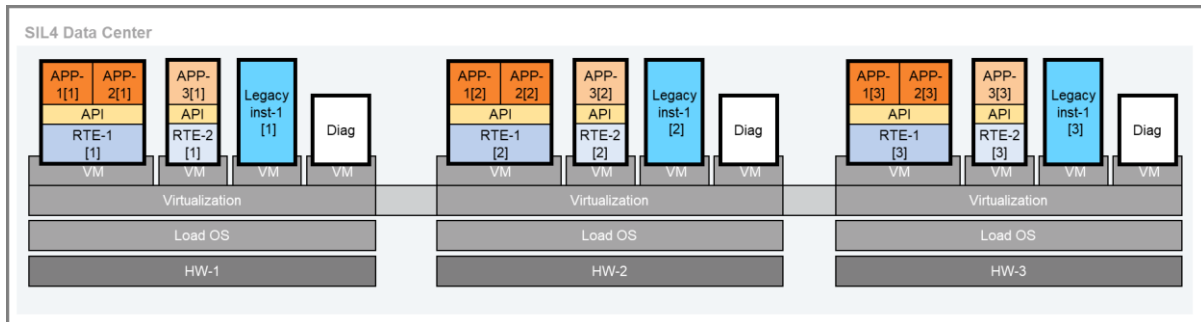 SIL4 Data Center
APP-
1[1]
APP-
2[1]
API
RTE-1
[1]
VM
APP-
3[1]
API
RTE-2
[1]
VM
Legacy
inst-1
[1]
VM
Diag
VM
Virtualization
Load OS
HW-1
APP-
1[2]
APP-
2[2]
API
RTE-1
[2]
VM
APP-
3[2]
API
RTE-2
[2]
VM
Legacy
inst-1
[2]
VM
Diag
VM
Virtualization
Load OS
HW-2
APP-
1[3]
APP-
2[3]
API
RTE-1
[3]
VM
APP-
3[3]
API
RTE-2
[3]
VM
Legacy
inst-1
[3]
VM
Diag
VM
Virtualization
Load OS
HW-3